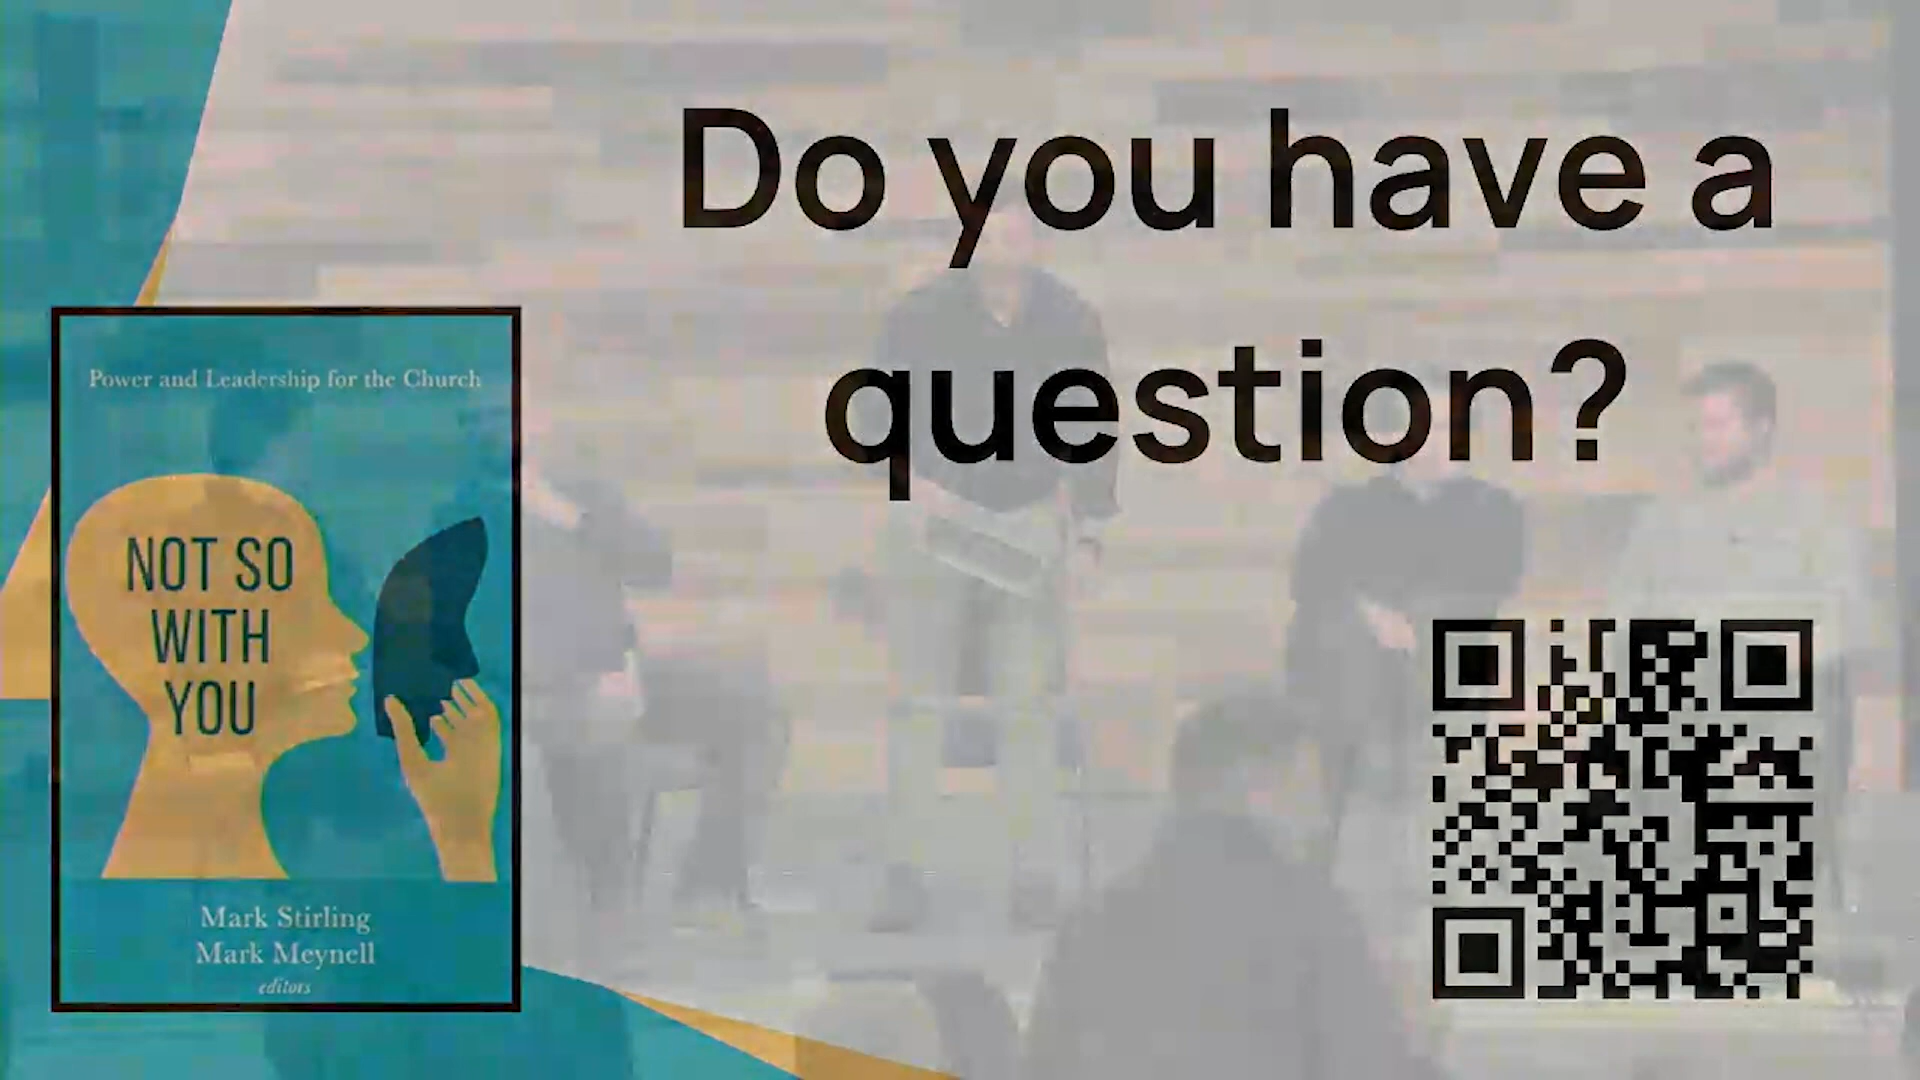 Do you have a
question?
Power and Leadership for the Church
NOT SO
WITH
YOU
Mark Stirling
Mark Meynell
editors